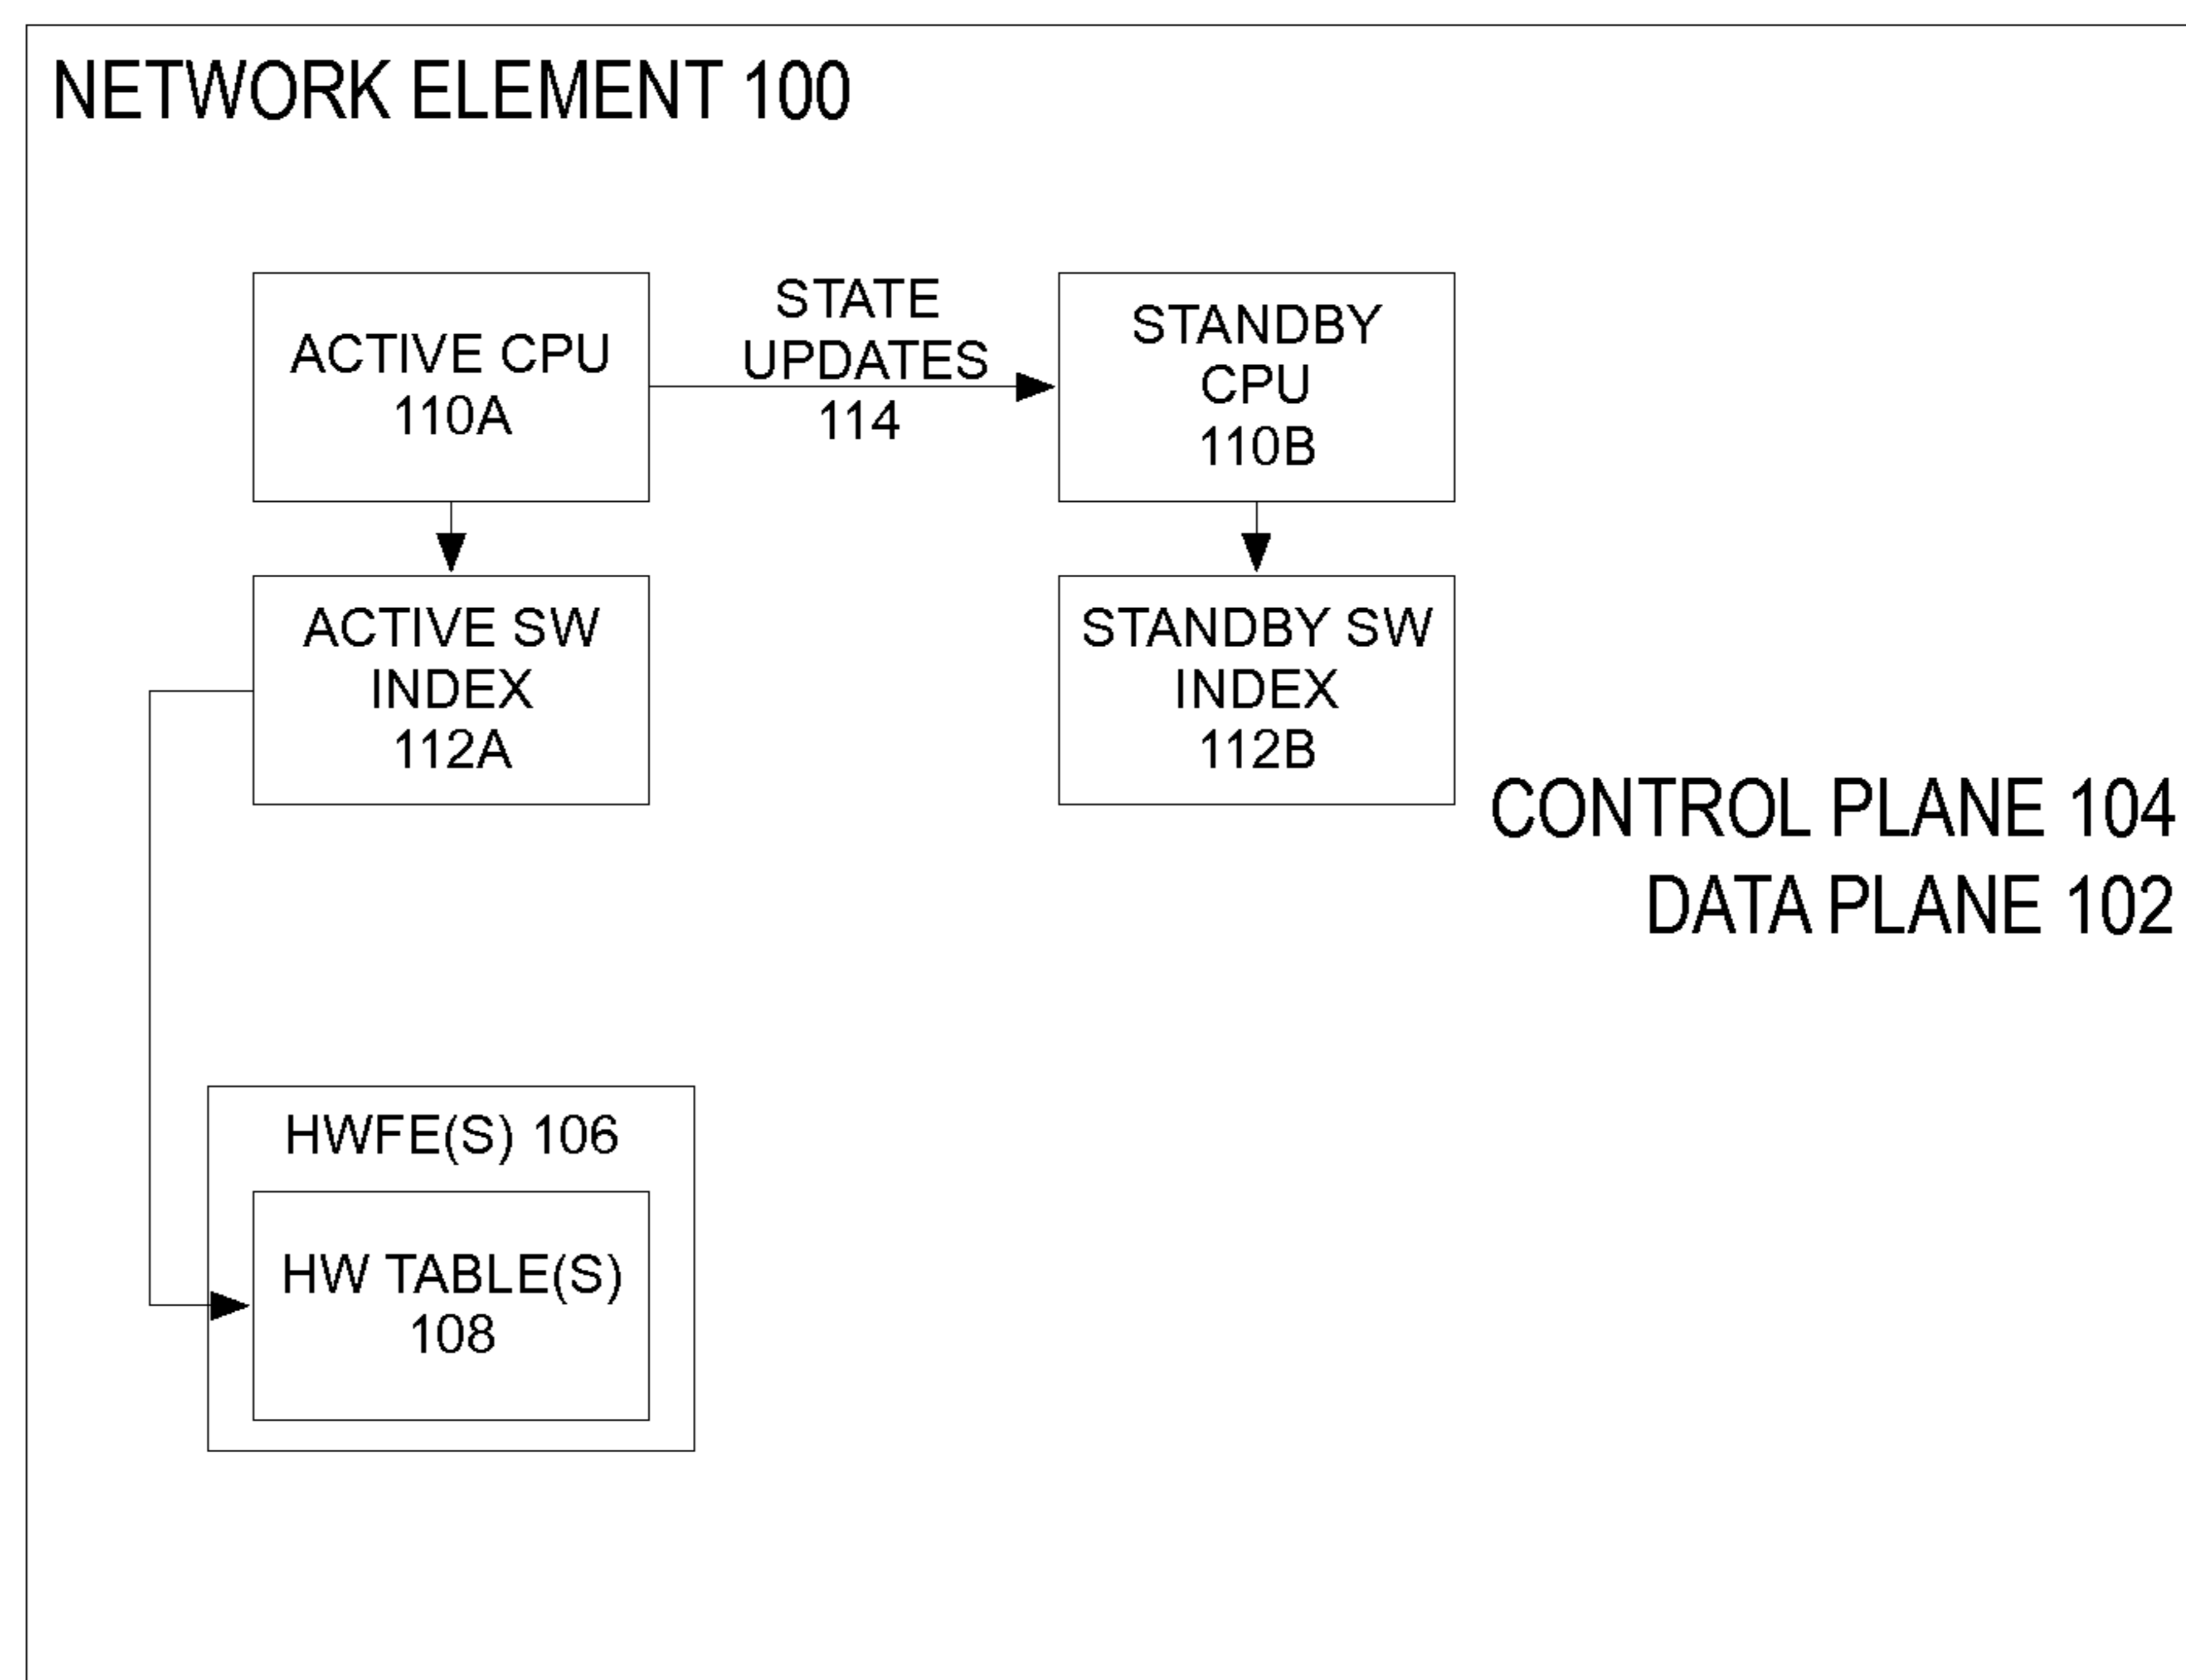 NETWORK ELEMENT 100
ACTIVE CPU
110A
STATE
UPDATES
114
STANDBY
CPU
110B
ACTIVE SW
INDEX
112A
STANDBY SW
INDEX
112B
CONTROL PLANE 104
DATA PLANE 102
HWFE(S) 106
HW TABLE(S)
108